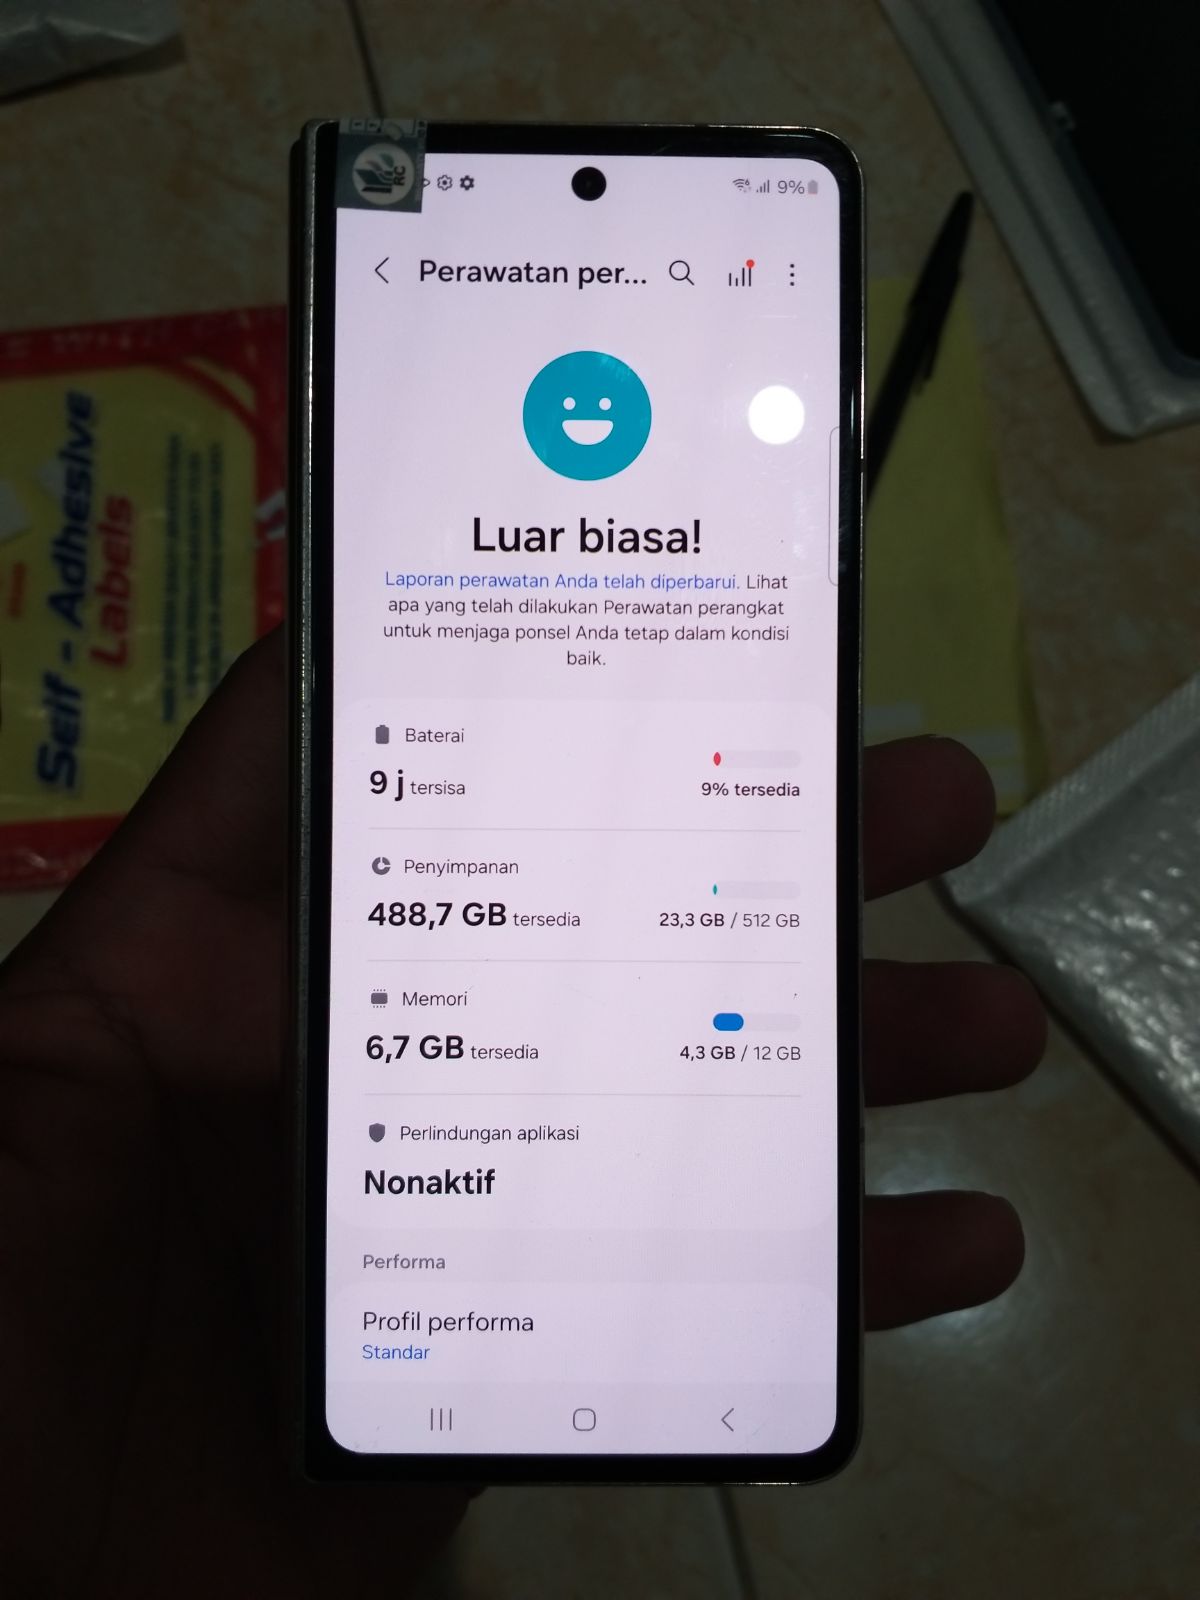 RC
9%
Perawatan per...
Luar biasa!
Laporan perawatan Anda telah diperbarui. Lihat
apa yang telah dilakukan Perawatan perangkat
untuk menjaga ponsel Anda tetap dalam kondisi
baik.
Baterai
9 j tersisa
9% tersedia
Penyimpanan
488,7 GB tersedia
23,3 GB / 512 GB
Memori
6,7 GB tersedia
4,3 GB / 12 GB
Perlindungan aplikasi
Nonaktif
Performa
Profil performa
Standar
Self - Adhesive
Labels